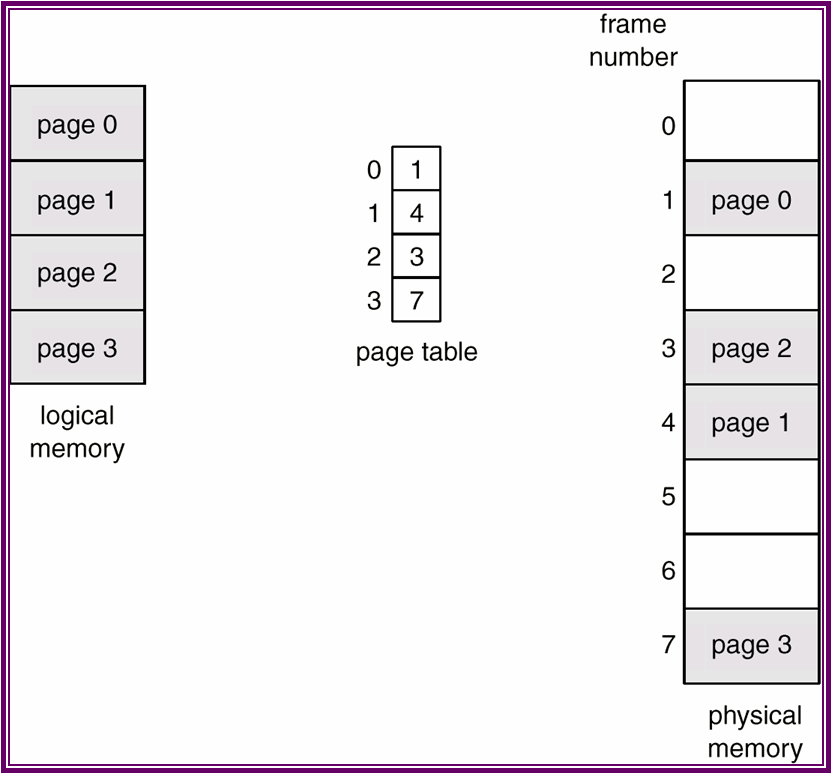 frame
number
page 0
page 1
page 2
page 3
logical
memory
0 1
1 4
2 3
3 7
page table
0
1 page 0
2
3 page 2
4 page 1
5
6
7 page 3
physical
memory